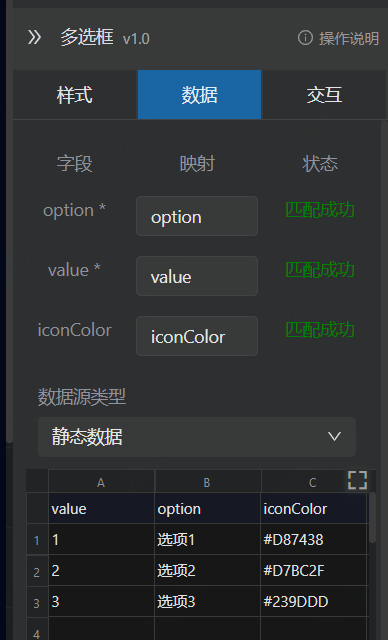 多选框 v1.0 操作说明
样式 数据 交互
字段 映射 状态
option * option 匹配成功
value * value 匹配成功
iconColor iconColor 匹配成功
数据源类型
静态数据
A B C
value option iconColor
1 1 选项1 #D87438
2 2 选项2 #D7BC2F
3 3 选项3 #239DDD
4